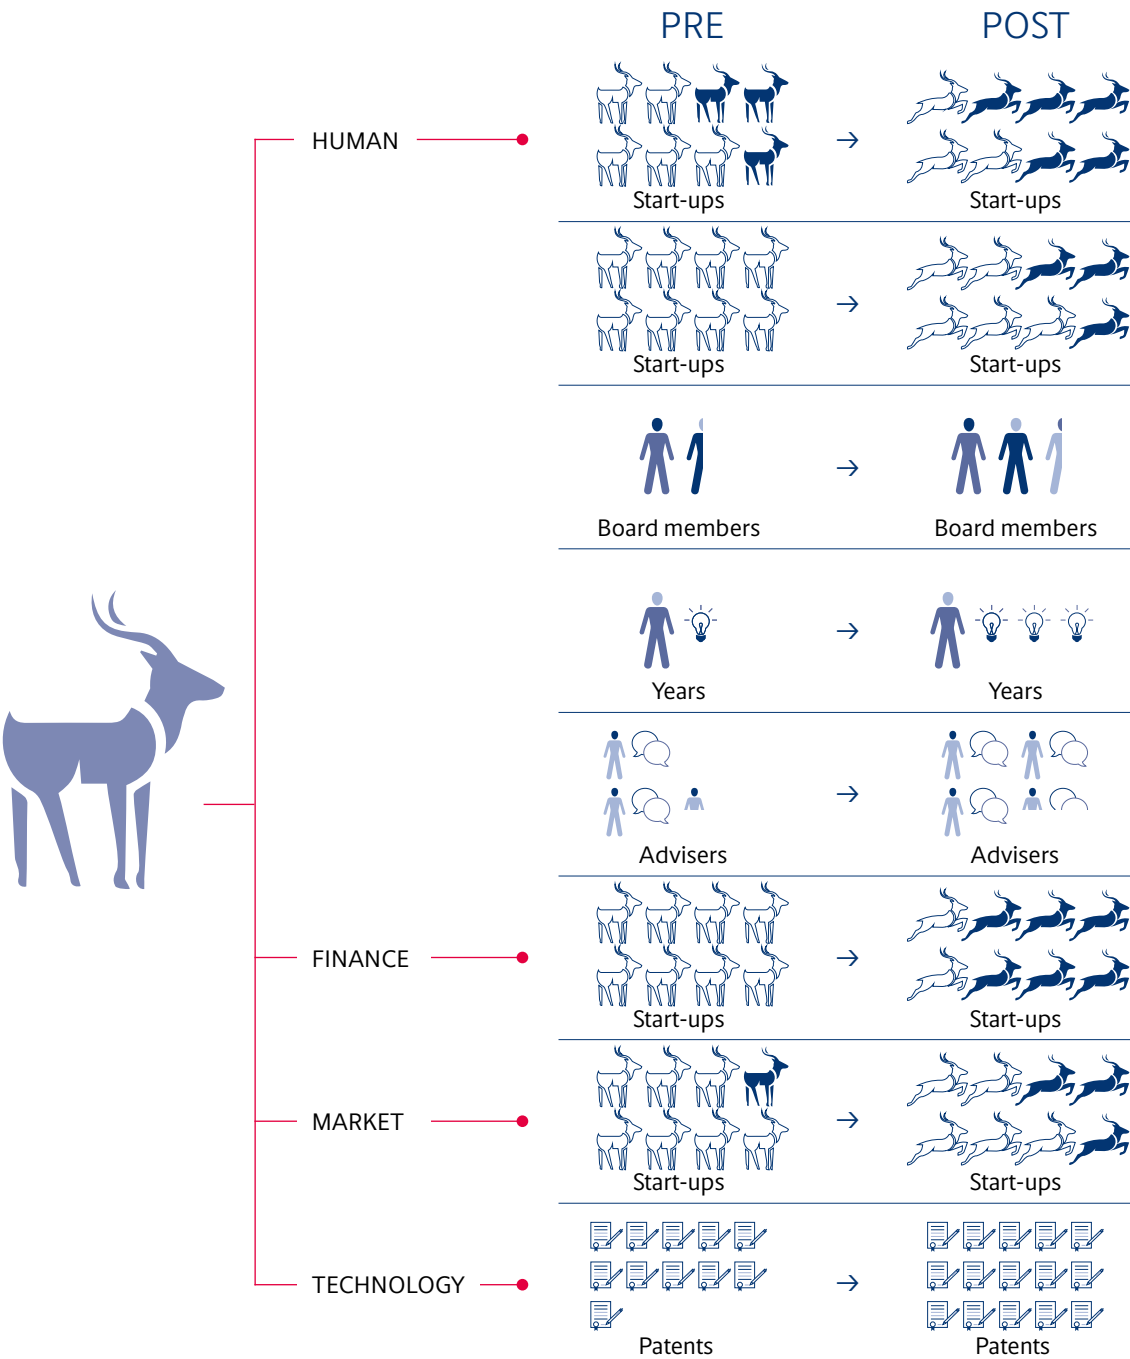 PRE
POST
HUMAN
Start-ups
Start-ups
Start-ups
Start-ups
Board members
Board members
Years
Years
Advisers
Advisers
FINANCE
Start-ups
Start-ups
MARKET
Start-ups
Start-ups
TECHNOLOGY
Patents
Patents